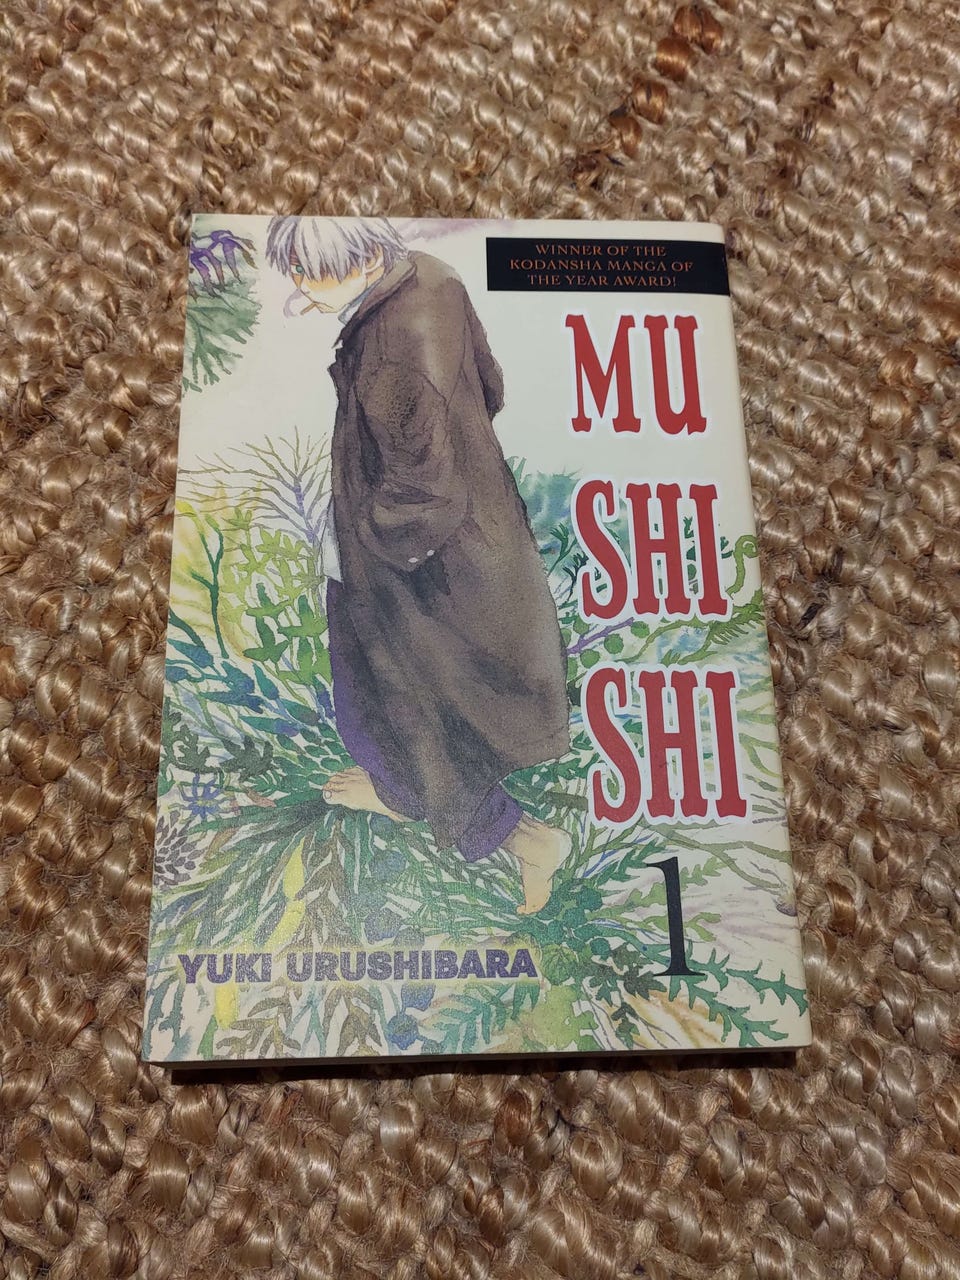 WINNER OF THE
KODANSHA MANGA OF
THE YEAR AWARD!
MU
SHI
SHI
1
YUKI URUSHIBARA